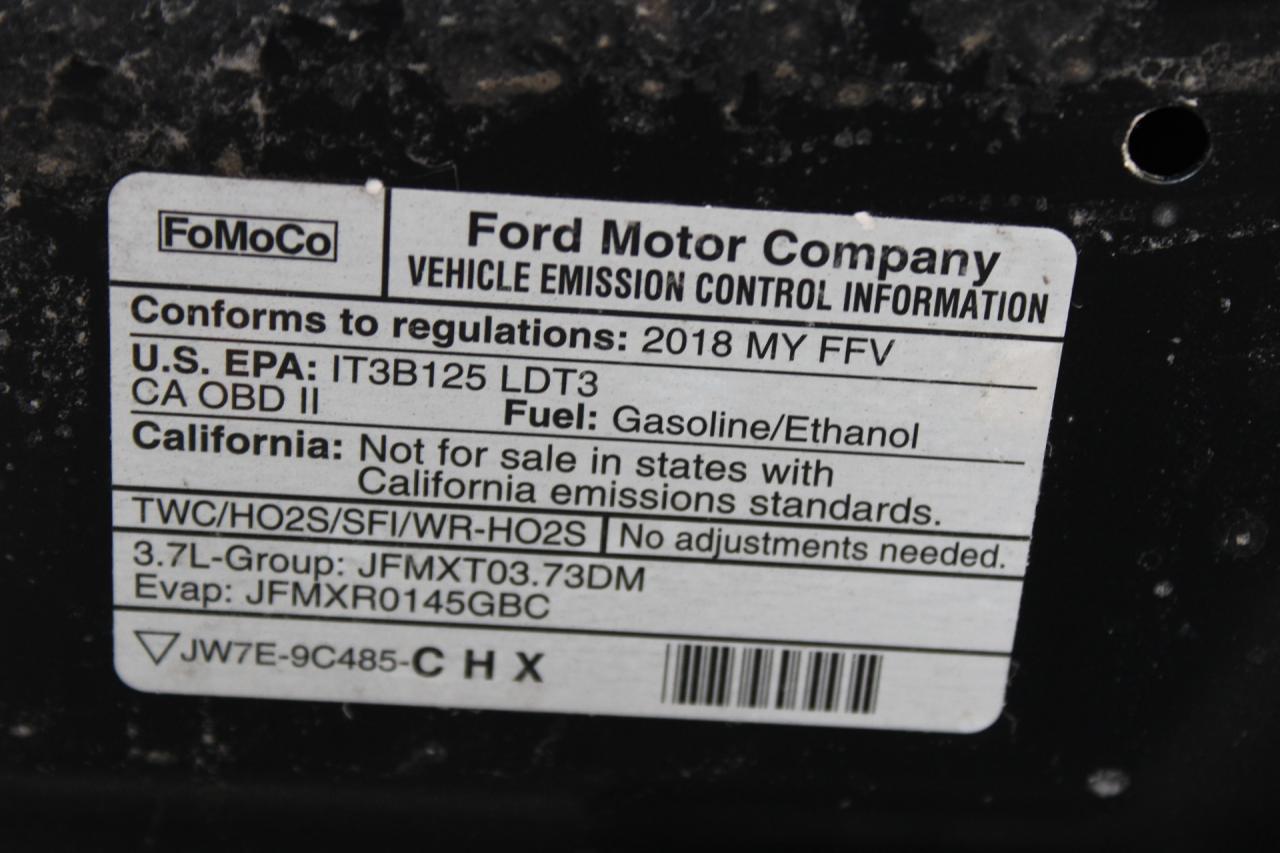 FoMoCo
Ford Motor Company
VEHICLE EMISSION CONTROL INFORMATION
Conforms to regulations: 2018 MY FFV
U.S. EPA: IT3B125 LDT3
CA OBD II Fuel: Gasoline/Ethanol
California: Not for sale in states with
California emissions standards.
TWC/HO2S/SFI/WR-HO2S No adjustments needed.
3.7L-Group: JFMXT03.73DM
Evap: JFMXR0145GBC
JW7E-9C485-C H X